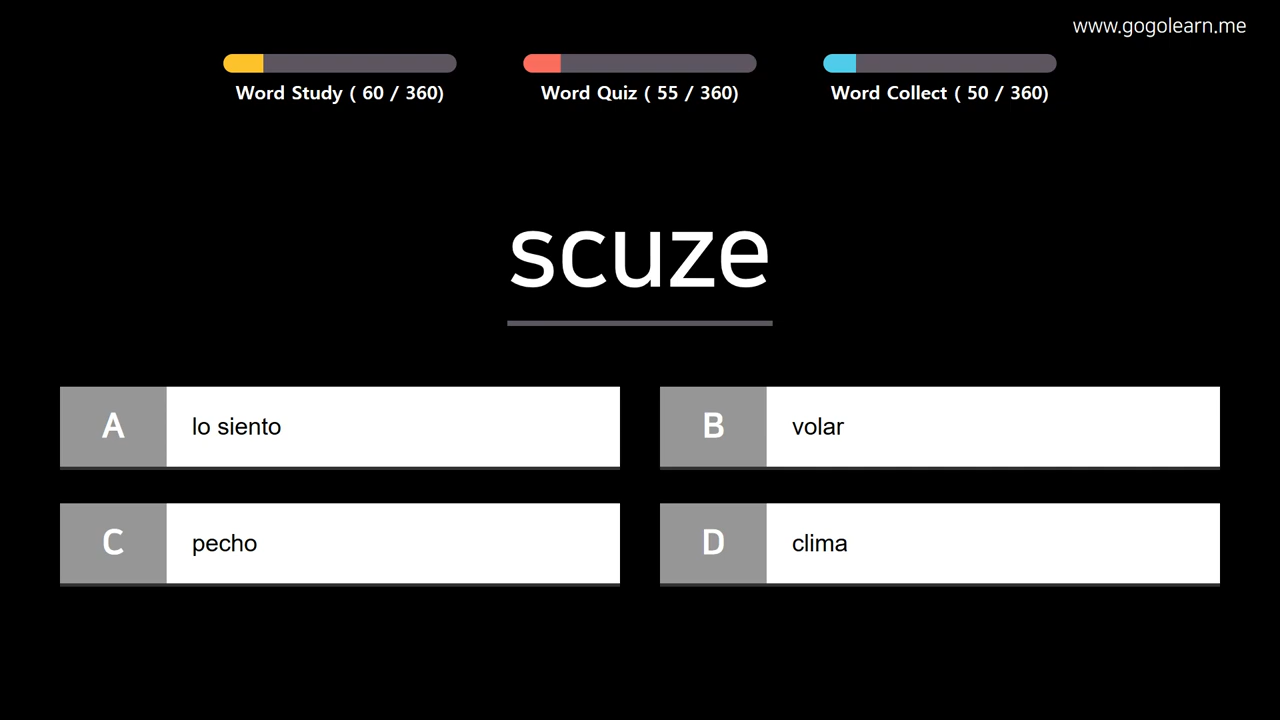 www.gogolearn.me
Word Study ( 60 / 360)
Word Quiz ( 55 / 360)
Word Collect ( 50 / 360)
scuze
A
lo siento
B
volar
C
pecho
D
clima